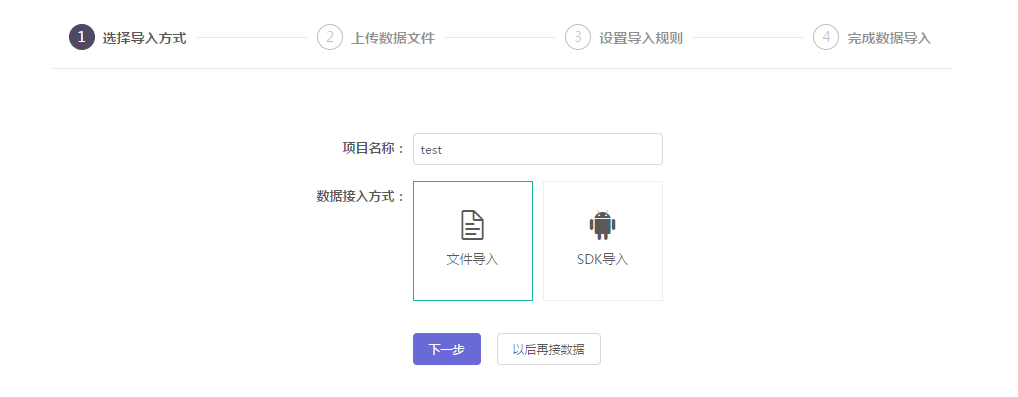 1 选择导入方式 2 上传数据文件 3 设置导入规则 4 完成数据导入
项目名称： test
数据接入方式：
文件导入 SDK导入
下一步 以后再接数据